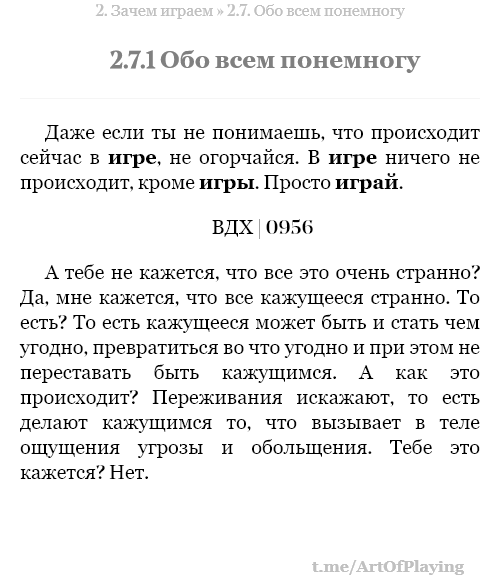 2. Зачем играем » 2.7. Обо всем понемногу
2.7.1 Обо всем понемногу
Даже если ты не понимаешь, что происходит
сейчас в игре, не огорчайся. В игре ничего не
происходит, кроме игры. Просто играй.
ВДХ | 0956
А тебе не кажется, что все это очень странно?
Да, мне кажется, что все кажущееся странно. То
есть? То есть кажущееся может быть и стать чем
угодно, превратиться во что угодно и при этом не
переставать быть кажущимся. А как это
происходит? Переживания искажают, то есть
делают кажущимся то, что вызывает в теле
ощущения угрозы и обольщения. Тебе это
кажется? Нет.
t.me/ArtOfPlaying